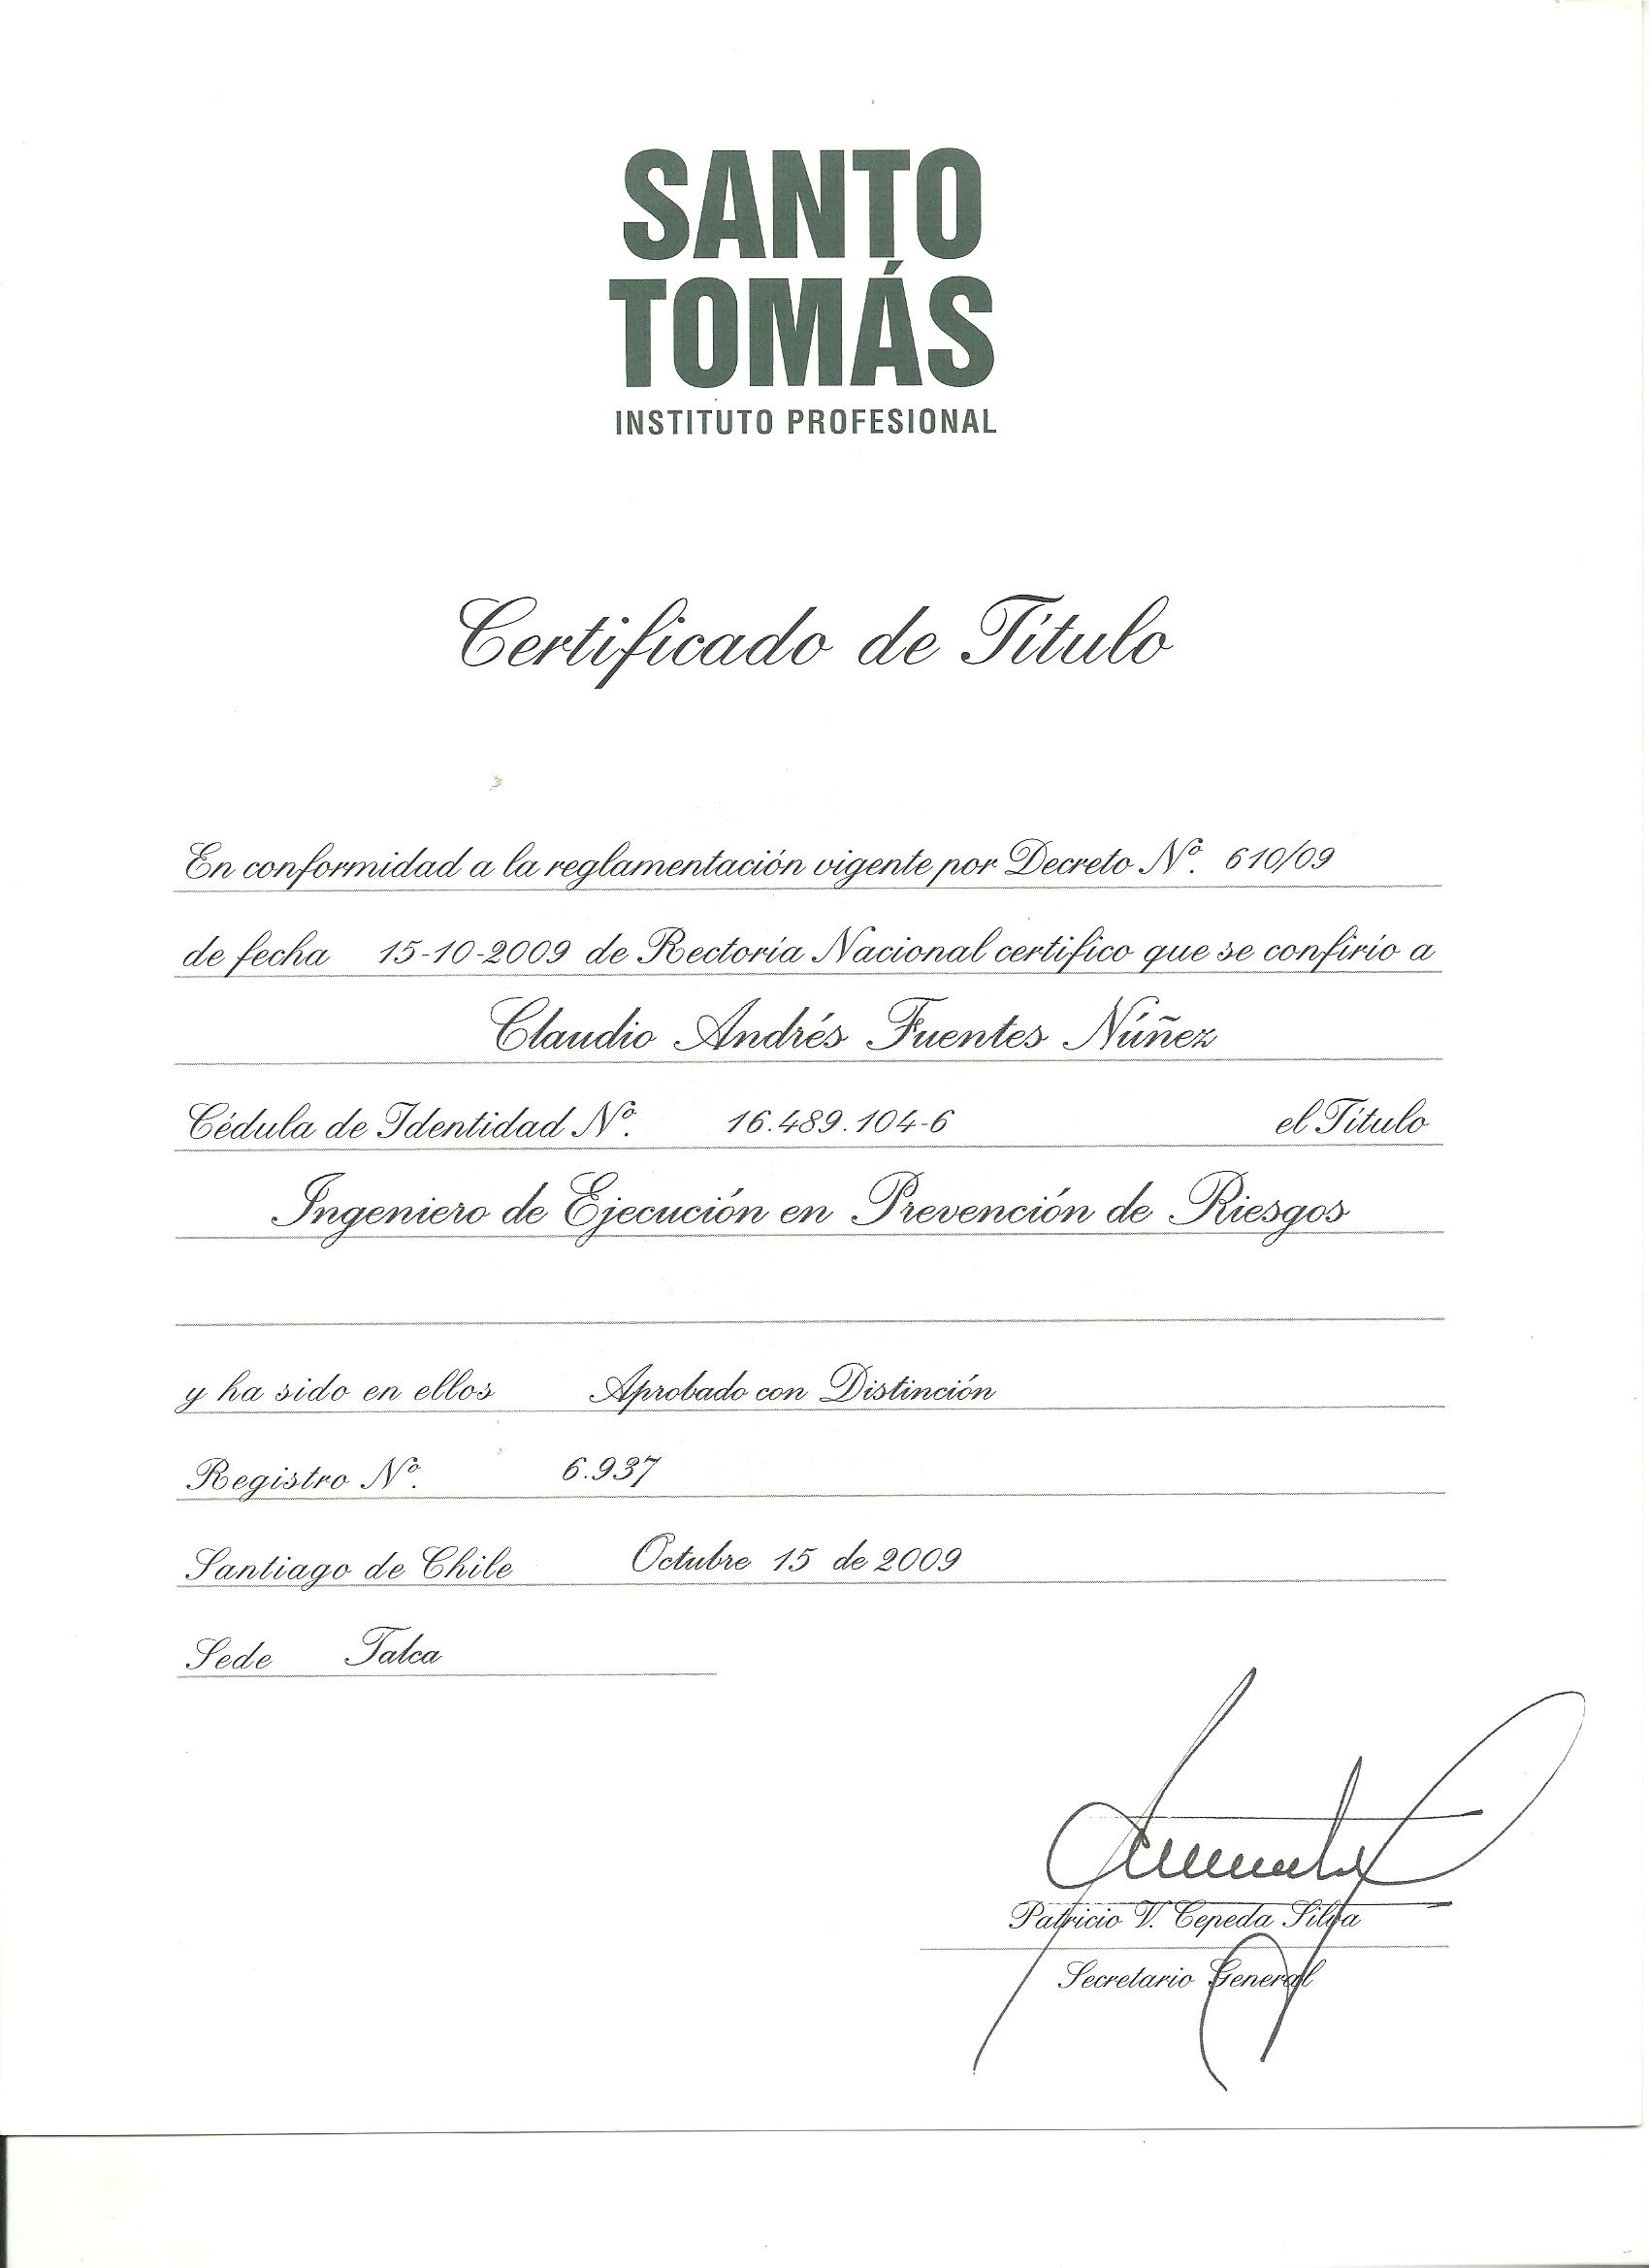 SANTO
TOMÁS
INSTITUTO PROFESIONAL
Certificado de Título
En conformidad a la reglamentación vigente por Decreto Nº. 610/09
de fecha 15-10-2009 de Rectoría Nacional certifico que se confirió a
Claudio Andrés Fuentes Núñez
Cédula de Identidad Nº. 16.489.104-6 el Título
Ingeniero de Ejecución en Prevención de Riesgos
y ha sido en ellos Aprobado con Distinción
Registro Nº. 6.937
Santiago de Chile Octubre 15 de 2009
Sede Talca
Patricio V. Cepeda Silva
Secretario General